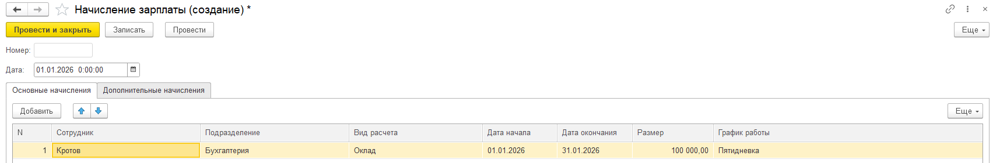 Начисление зарплаты (создание) *
Провести и закрыть Записать Провести Еще
Номер:
Дата: 01.01.2026 0:00:00
Основные начисления Дополнительные начисления
Добавить Еще
N Сотрудник Подразделение Вид расчета Дата начала Дата окончания Размер График работы
1 Кротов Бухгалтерия Оклад 01.01.2026 31.01.2026 100 000,00 Пятидневка